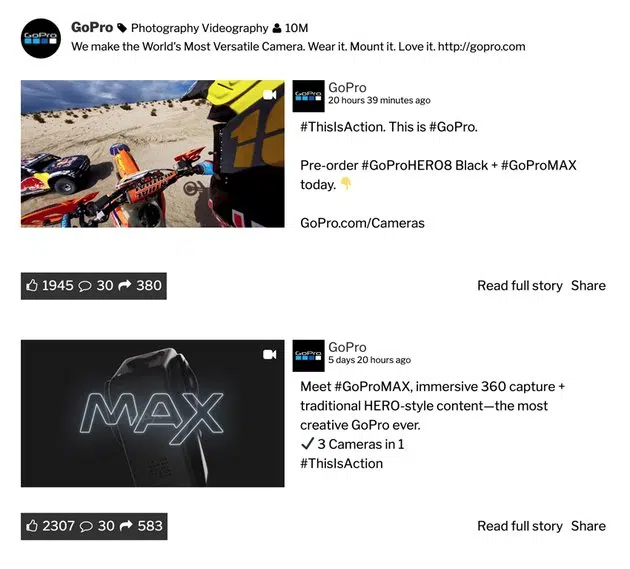 GoPro Photography Videography 10M
We make the World's Most Versatile Camera. Wear it. Mount it. Love it. http://gopro.com
GoPro
GoPro
20 hours 39 minutes ago
#ThisIsAction. This is #GoPro.
Pre-order #GoProHERO8 Black + #GoProMAX
today. 👇
GoPro.com/Cameras
1945 30 380
Read full story Share
MAX
GoPro
5 days 20 hours ago
Meet #GoProMAX, immersive 360 capture +
traditional HERO-style content—the most
creative GoPro ever.
✓ 3 Cameras in 1
#ThisIsAction
2307 30 583
Read full story Share